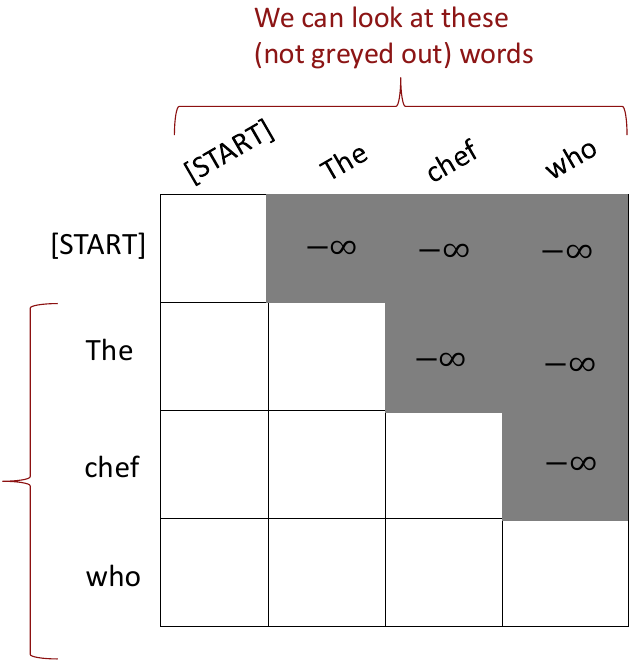 We can look at these
(not greyed out) words
[START] The chef who
[START] −∞ −∞ −∞
The −∞ −∞
chef −∞
who